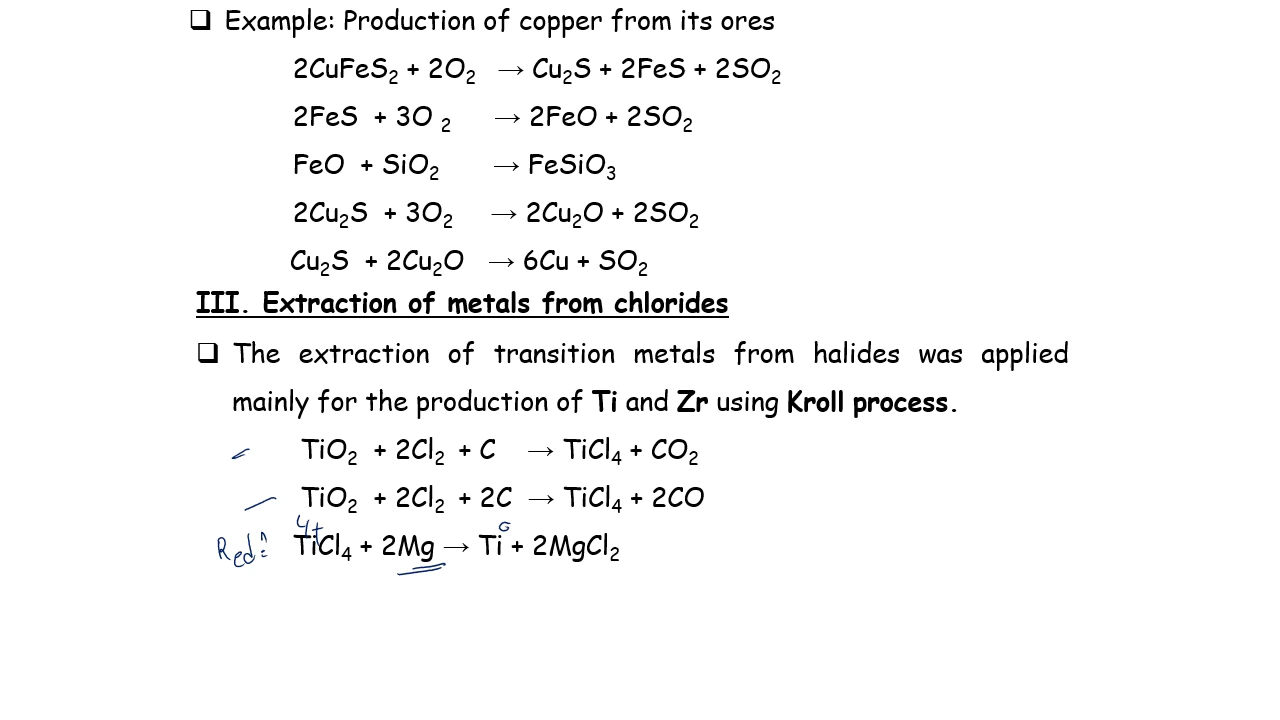 ❑ Example: Production of copper from its ores
2CuFeS₂ + 2O₂ → Cu₂S + 2FeS + 2SO₂
2FeS + 3O ₂ → 2FeO + 2SO₂
FeO + SiO₂ → FeSiO₃
2Cu₂S + 3O₂ → 2Cu₂O + 2SO₂
Cu₂S + 2Cu₂O → 6Cu + SO₂
III. Extraction of metals from chlorides
❑ The extraction of transition metals from halides was applied
mainly for the production of Ti and Zr using Kroll process.
TiO₂ + 2Cl₂ + C → TiCl₄ + CO₂
TiO₂ + 2Cl₂ + 2C → TiCl₄ + 2CO
4+ 0
Red: TiCl₄ + 2Mg → Ti + 2MgCl₂